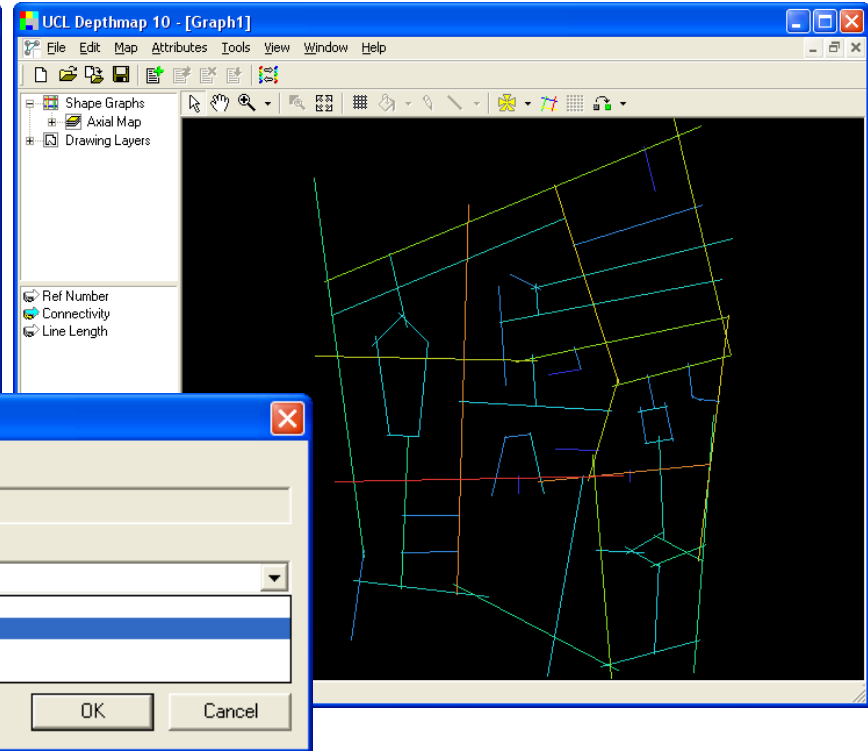 UCL Depthmap 10 - [Graph1]
File Edit Map Attributes Tools View Window Help
Shape Graphs
Axial Map
Drawing Layers
Ref Number
Connectivity
Line Length
OK Cancel